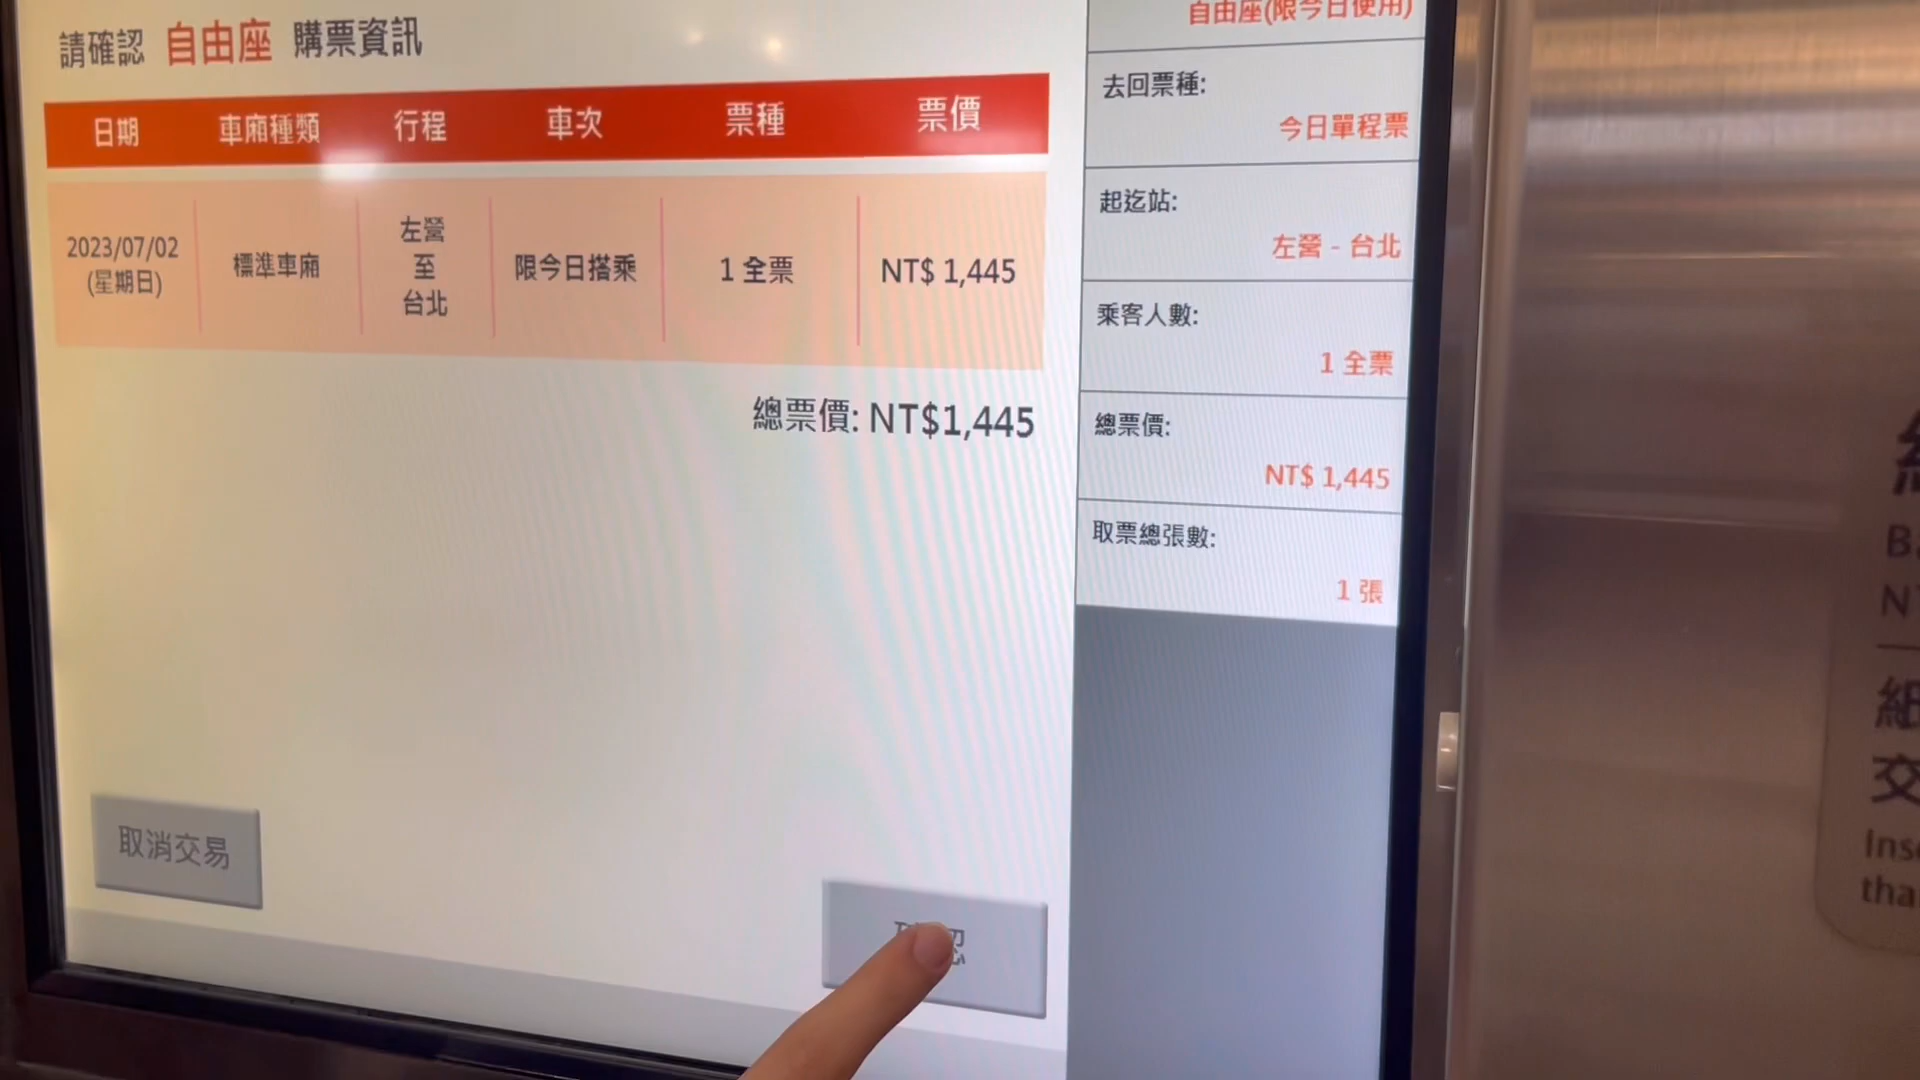 請確認 自由座 購票資訊
日期 車廂種類 行程 車次 票種 票價
2023/07/02
(星期日)
標準車廂
左營
至
台北
限今日搭乘
1 全票
NT$ 1,445
總票價: NT$1,445
取消交易
自由座(限今日使用)
去回票種:
今日單程票
起迄站:
左營 - 台北
乘客人數:
1 全票
總票價:
NT$ 1,445
取票總張數:
1 張
交